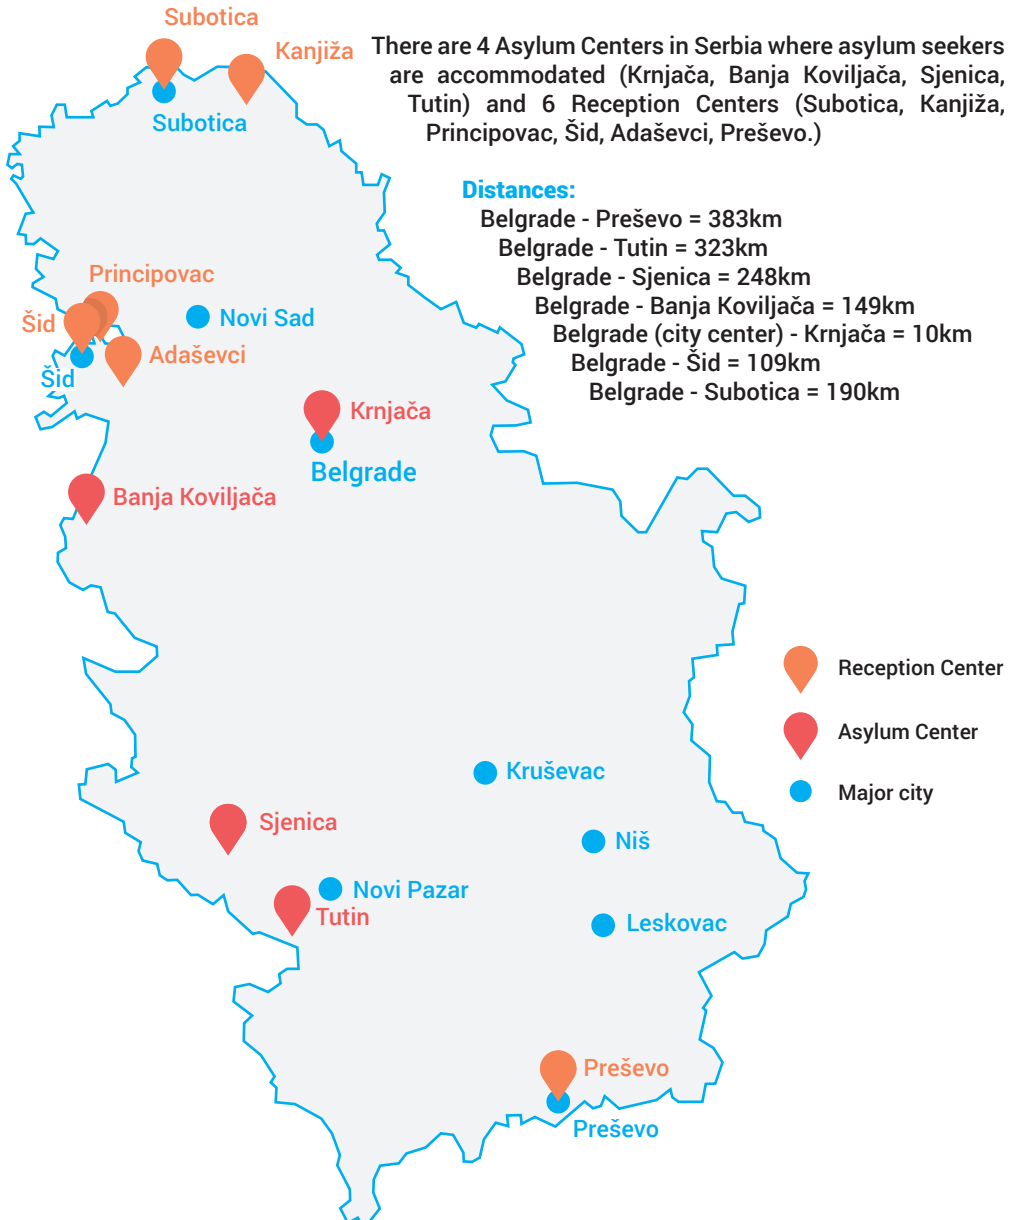 Subotica
Kanjiža
There are 4 Asylum Centers in Serbia where asylum seekers
are accommodated (Krnjača, Banja Koviljača, Sjenica,
Tutin) and 6 Reception Centers (Subotica, Kanjiža,
Principovac, Šid, Adaševci, Preševo.)
Subotica
Distances:
Belgrade - Preševo = 383km
Belgrade - Tutin = 323km
Belgrade - Sjenica = 248km
Belgrade - Banja Koviljača = 149km
Belgrade (city center) - Krnjača = 10km
Belgrade - Šid = 109km
Belgrade - Subotica = 190km
Principovac
Šid
Novi Sad
Adaševci
Šid
Krnjača
Belgrade
Banja Koviljača
Reception Center
Asylum Center
Major city
Kruševac
Sjenica
Niš
Novi Pazar
Tutin
Leskovac
Preševo
Preševo